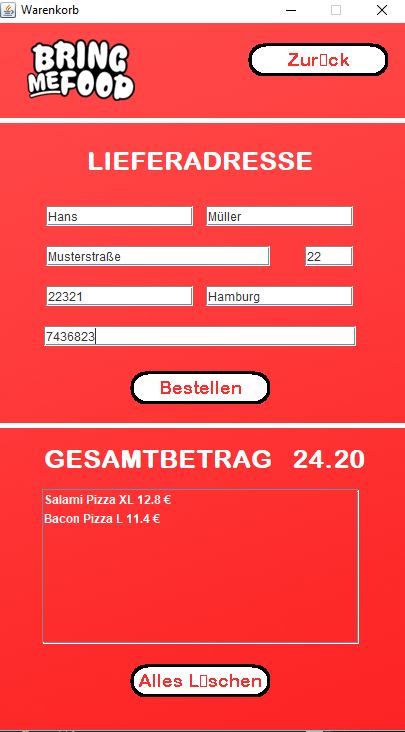 Warenkorb
BRING
ME FOOD
Zur▯ck
LIEFERADRESSE
Hans Müller
Musterstraße 22
22321 Hamburg
7436823
Bestellen
GESAMTBETRAG 24.20
Salami Pizza XL 12.8 €
Bacon Pizza L 11.4 €
Alles L▯schen